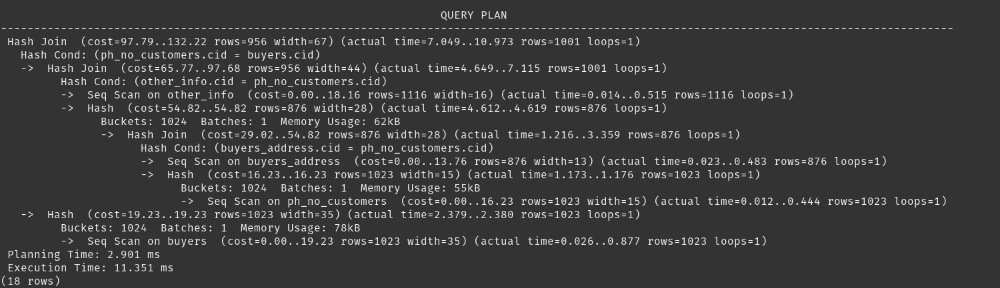 QUERY PLAN
-----------------------------------------------------------------------------------------------------------------------------------------------
Hash Join  (cost=97.79..132.22 rows=956 width=67) (actual time=7.049..10.973 rows=1001 loops=1)
  Hash Cond: (ph_no_customers.cid = buyers.cid)
  ->  Hash Join  (cost=65.77..97.68 rows=956 width=44) (actual time=4.649..7.115 rows=1001 loops=1)
        Hash Cond: (other_info.cid = ph_no_customers.cid)
        ->  Seq Scan on other_info  (cost=0.00..18.16 rows=1116 width=16) (actual time=0.014..0.515 rows=1116 loops=1)
        ->  Hash  (cost=54.82..54.82 rows=876 width=28) (actual time=4.612..4.619 rows=876 loops=1)
              Buckets: 1024  Batches: 1  Memory Usage: 62kB
              ->  Hash Join  (cost=29.02..54.82 rows=876 width=28) (actual time=1.216..3.359 rows=876 loops=1)
                    Hash Cond: (buyers_address.cid = ph_no_customers.cid)
                    ->  Seq Scan on buyers_address  (cost=0.00..13.76 rows=876 width=13) (actual time=0.023..0.483 rows=876 loops=1)
                    ->  Hash  (cost=16.23..16.23 rows=1023 width=15) (actual time=1.173..1.176 rows=1023 loops=1)
                          Buckets: 1024  Batches: 1  Memory Usage: 55kB
                          ->  Seq Scan on ph_no_customers  (cost=0.00..16.23 rows=1023 width=15) (actual time=0.012..0.444 rows=1023 loops=1)
  ->  Hash  (cost=19.23..19.23 rows=1023 width=35) (actual time=2.379..2.380 rows=1023 loops=1)
        Buckets: 1024  Batches: 1  Memory Usage: 78kB
        ->  Seq Scan on buyers  (cost=0.00..19.23 rows=1023 width=35) (actual time=0.026..0.877 rows=1023 loops=1)
Planning Time: 2.901 ms
Execution Time: 11.351 ms
(18 rows)